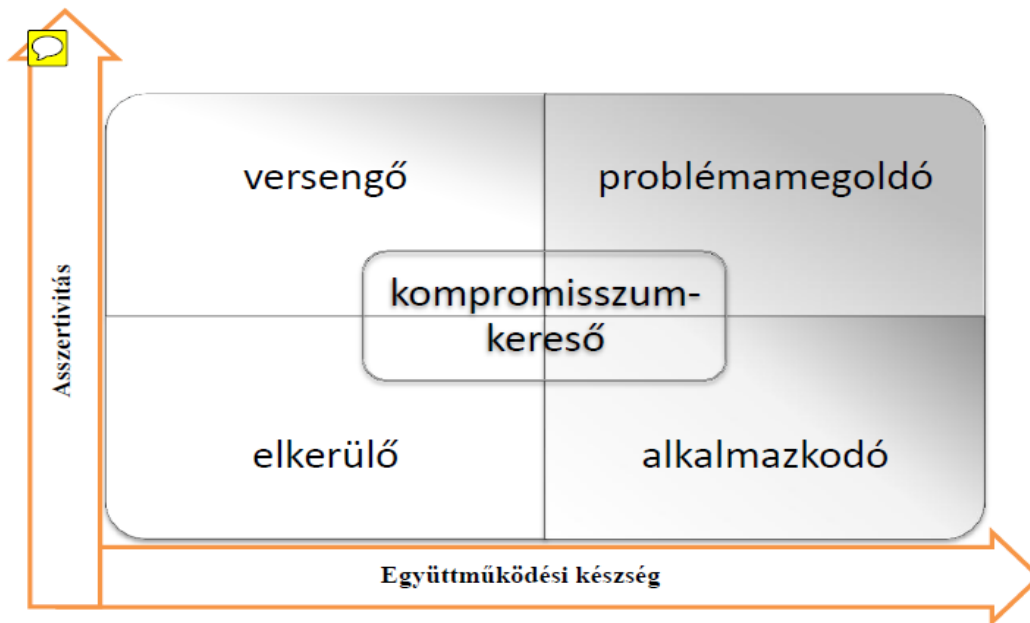 versengő
problémamegoldó
kompromisszum-
kereső
elkerülő
alkalmazkodó
Asszertivitás
Együttműködési készség